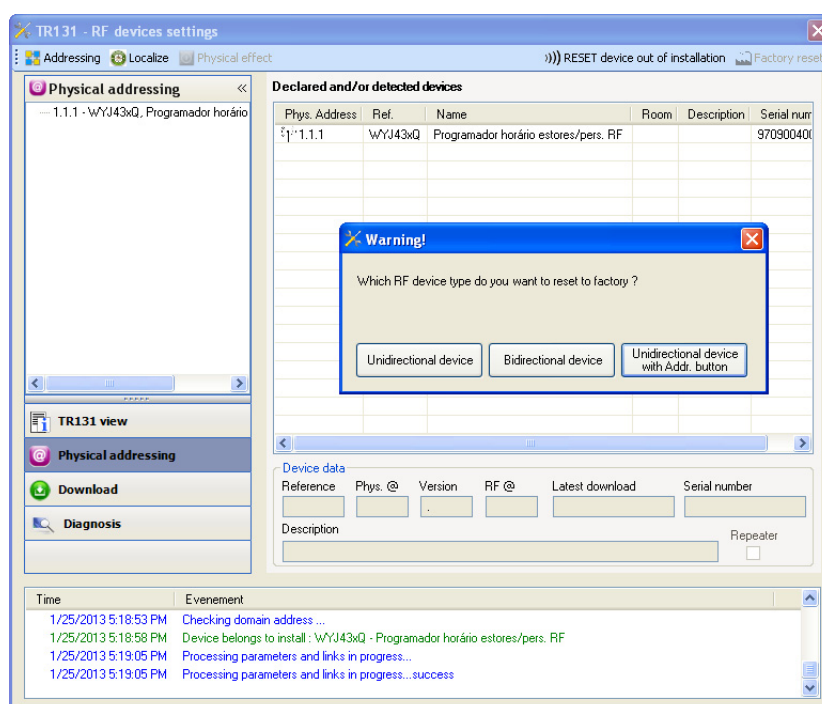 TR131 - RF devices settings
Addressing Localize Physical effect RESET device out of installation Factory reset
Physical addressing
1.1.1 - WYJ43xQ, Programador horário
Declared and/or detected devices
Phys. Address Ref. Name Room Description Serial num
1.1.1 WYJ43xQ Programador horário estores/pers. RF 970900400
Warning!
Which RF device type do you want to reset to factory ?
Unidirectional device Bidirectional device Unidirectional device
with Addr. button
TR131 view
Physical addressing
Download
Diagnosis
Device data
Reference Phys. @ Version RF @ Latest download Serial number
.
Description
Repeater
Time Evenement
1/25/2013 5:18:53 PM Checking domain address ...
1/25/2013 5:18:58 PM Device belongs to install : WYJ43xQ - Programador horário estores/pers. RF
1/25/2013 5:19:05 PM Processing parameters and links in progress...
1/25/2013 5:19:05 PM Processing parameters and links in progress...success